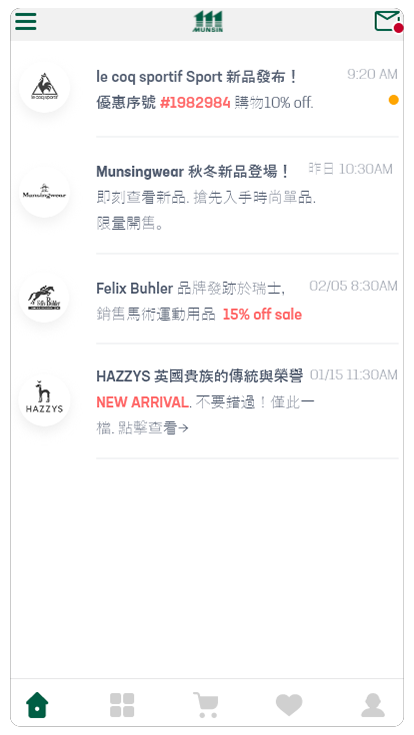 MUNSIN
le coq sportif
le coq sportif Sport 新品發布！ 9:20 AM
優惠序號 #1982984 購物10% off.
Munsingwear
Munsingwear 秋冬新品登場！ 昨日 10:30AM
即刻查看新品. 搶先入手時尚單品.
限量開售。
Felix Bühler
Felix Buhler 品牌發跡於瑞士, 02/05 8:30AM
銷售馬術運動用品 15% off sale
HAZZYS
HAZZYS 英國貴族的傳統與榮譽 01/15 11:30AM
NEW ARRIVAL. 不要錯過！僅此一
檔. 點擊查看→